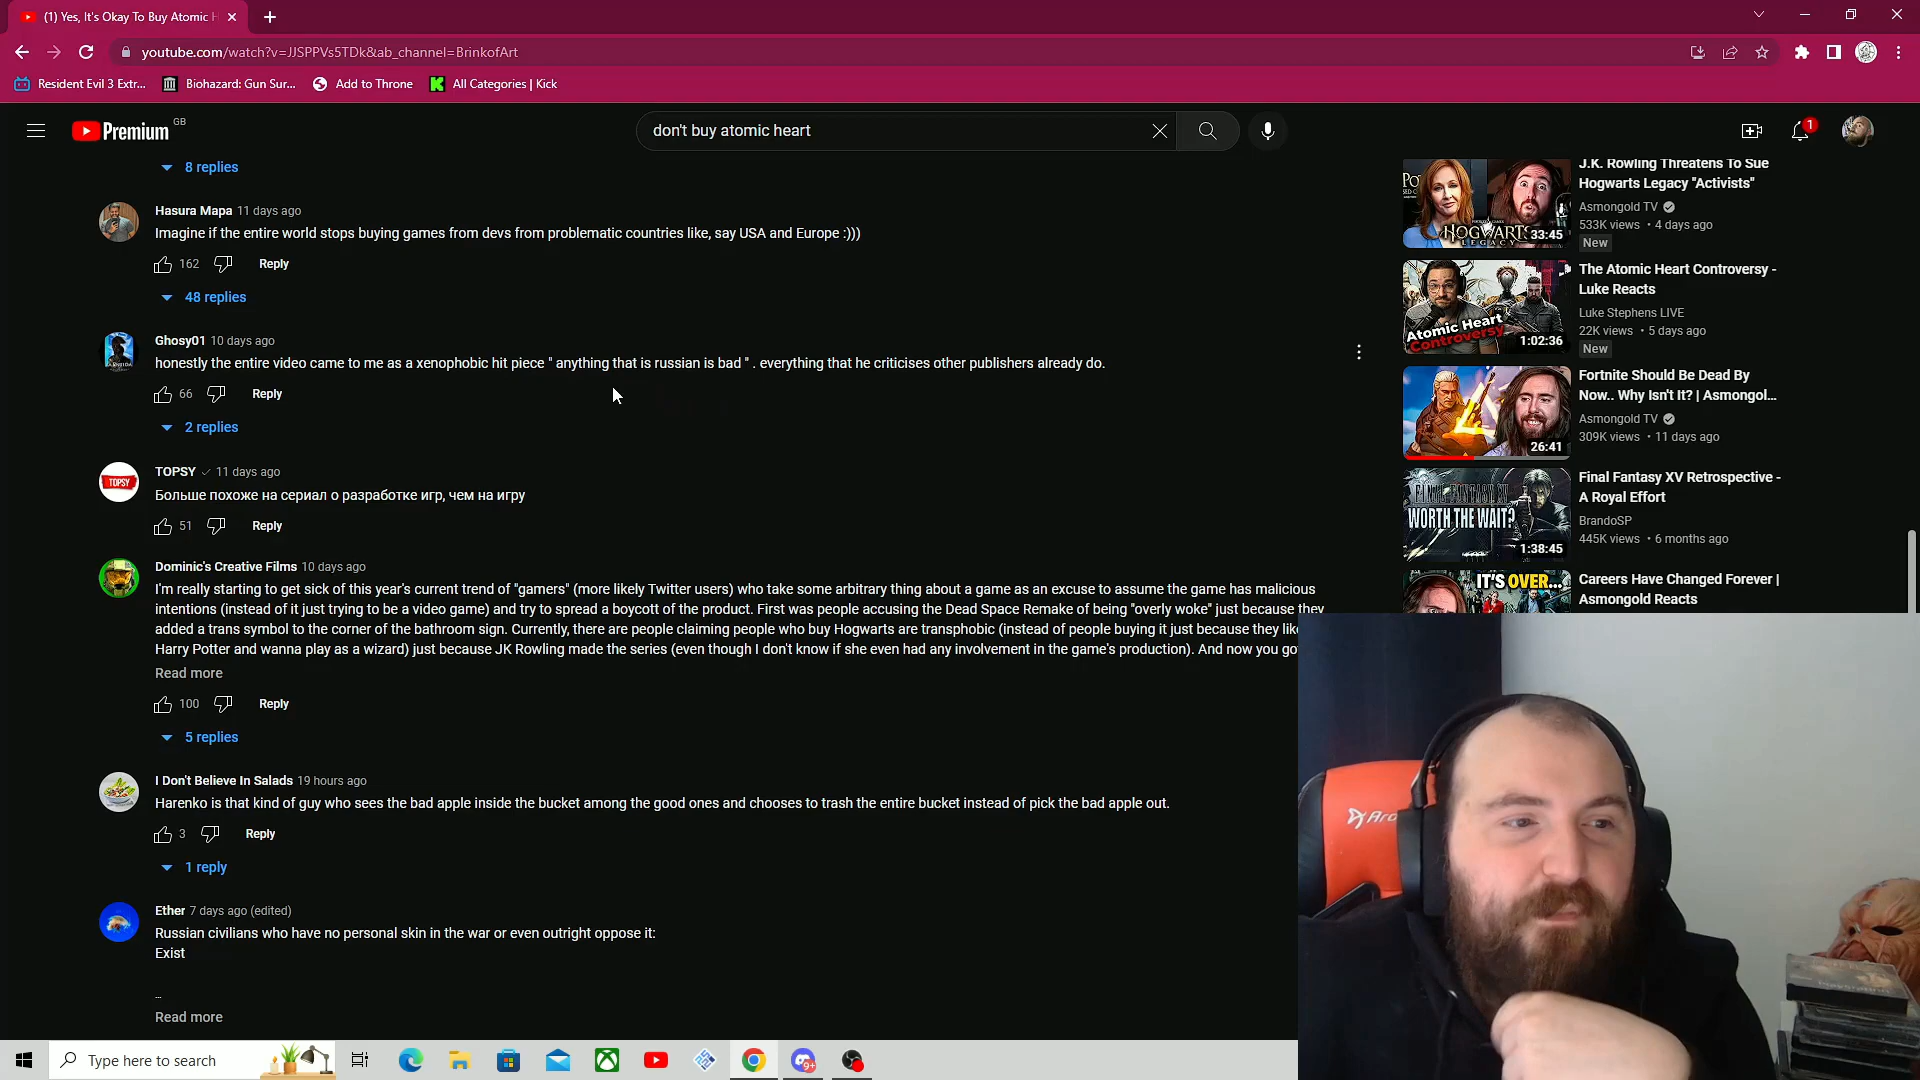 (1) Yes, It's Okay To Buy Atomic H
youtube.com/watch?v=JJSPPVs5TDk&ab_channel=BrinkofArt
Resident Evil 3 Extr...
Biohazard: Gun Sur...
Add to Throne
All Categories | Kick
Premium GB
don't buy atomic heart
1
8 replies
Hasura Mapa 11 days ago
Imagine if the entire world stops buying games from devs from problematic countries like, say USA and Europe :)))
162 Reply
48 replies
Ghosy01 10 days ago
honestly the entire video came to me as a xenophobic hit piece " anything that is russian is bad " . everything that he criticises other publishers already do.
66 Reply
2 replies
TOPSY 11 days ago
TOPSY
Больше похоже на сериал о разработке игр, чем на игру
51 Reply
Dominic's Creative Films 10 days ago
I'm really starting to get sick of this year's current trend of "gamers" (more likely Twitter users) who take some arbitrary thing about a game as an excuse to assume the game has malicious
intentions (instead of it just trying to be a video game) and try to spread a boycott of the product. First was people accusing the Dead Space Remake of being "overly woke" just because they
added a trans symbol to the corner of the bathroom sign. Currently, there are people claiming people who buy Hogwarts are transphobic (instead of people buying it just because they like
Harry Potter and wanna play as a wizard) just because JK Rowling made the series (even though I don't know if she even had any involvement in the game's production). And now you go
Read more
100 Reply
5 replies
I Don't Believe In Salads 19 hours ago
Harenko is that kind of guy who sees the bad apple inside the bucket among the good ones and chooses to trash the entire bucket instead of pick the bad apple out.
3 Reply
1 reply
Ether 7 days ago (edited)
Russian civilians who have no personal skin in the war or even outright oppose it:
Exist
...
Read more
HOGWARTS
LEGACY
33:45
J.K. Rowling Threatens To Sue
Hogwarts Legacy "Activists"
Asmongold TV
533K views • 4 days ago
New
Atomic Heart
Controversy
1:02:36
The Atomic Heart Controversy -
Luke Reacts
Luke Stephens LIVE
22K views • 5 days ago
New
26:41
Fortnite Should Be Dead By
Now.. Why Isn't It? | Asmongol...
Asmongold TV
309K views • 11 days ago
FINAL FANTASY XV
WORTH THE WAIT?
1:38:45
Final Fantasy XV Retrospective -
A Royal Effort
BrandoSP
445K views • 6 months ago
IT'S OVER...
Careers Have Changed Forever |
Asmongold Reacts
Type here to search
9+